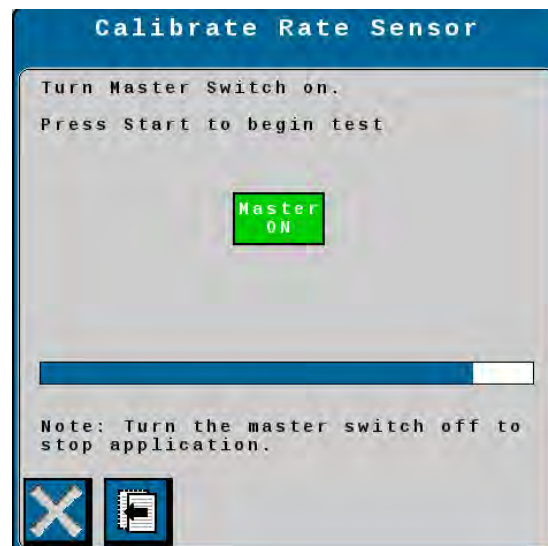 Calibrate Rate Sensor
Turn Master Switch on.
Press Start to begin test
Master
ON
Note: Turn the master switch off to
stop application.